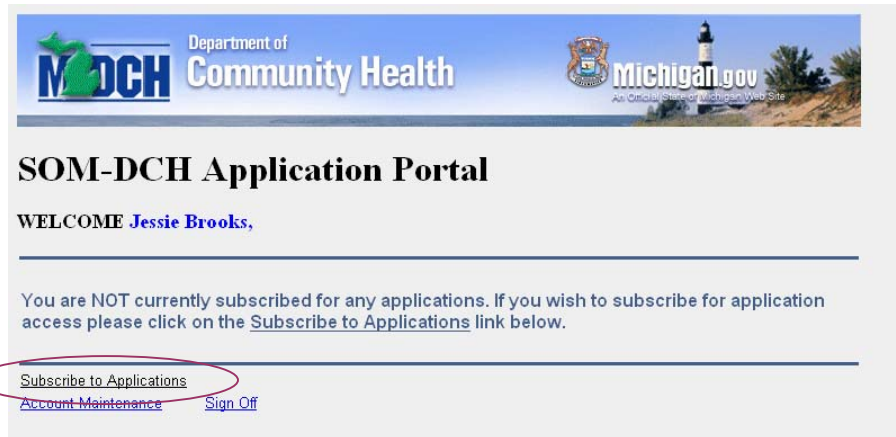 MDCH Department of
Community Health
Michigan.gov
An Official State of Michigan Web Site
SOM-DCH Application Portal
WELCOME Jessie Brooks,
You are NOT currently subscribed for any applications. If you wish to subscribe for application
access please click on the Subscribe to Applications link below.
Subscribe to Applications
Account Maintenance Sign Off